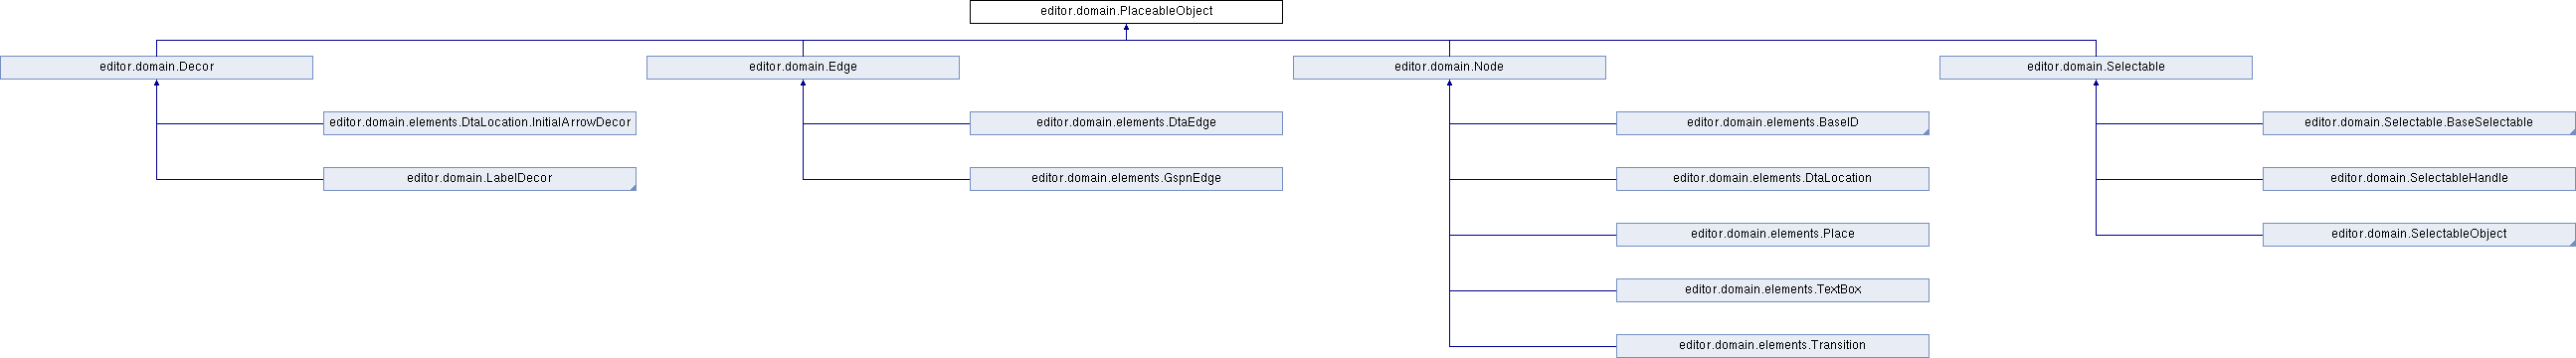 editor.domain.PlaceableObject
editor.domain.Decor
editor.domain.Edge
editor.domain.Node
editor.domain.Selectable
editor.domain.elements.DtaLocation.InitialArrowDecor
editor.domain.elements.DtaEdge
editor.domain.elements.BaseID
editor.domain.Selectable.BaseSelectable
editor.domain.LabelDecor
editor.domain.elements.GspnEdge
editor.domain.elements.DtaLocation
editor.domain.SelectableHandle
editor.domain.elements.Place
editor.domain.SelectableObject
editor.domain.elements.TextBox
editor.domain.elements.Transition